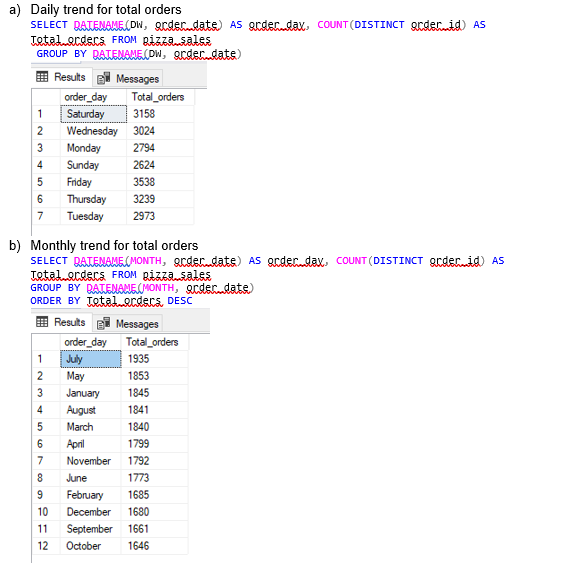 a) Daily trend for total orders
SELECT DATENAME(DW, order_date) AS order_day, COUNT(DISTINCT order_id) AS
Total_orders FROM pizza_sales
GROUP BY DATENAME(DW, order_date)
Results Messages
order_day Total_orders
1 Saturday 3158
2 Wednesday 3024
3 Monday 2794
4 Sunday 2624
5 Friday 3538
6 Thursday 3239
7 Tuesday 2973
b) Monthly trend for total orders
SELECT DATENAME(MONTH, order_date) AS order_day, COUNT(DISTINCT order_id) AS
Total_orders FROM pizza_sales
GROUP BY DATENAME(MONTH, order_date)
ORDER BY Total_orders DESC
Results Messages
order_day Total_orders
1 July 1935
2 May 1853
3 January 1845
4 August 1841
5 March 1840
6 April 1799
7 November 1792
8 June 1773
9 February 1685
10 December 1680
11 September 1661
12 October 1646